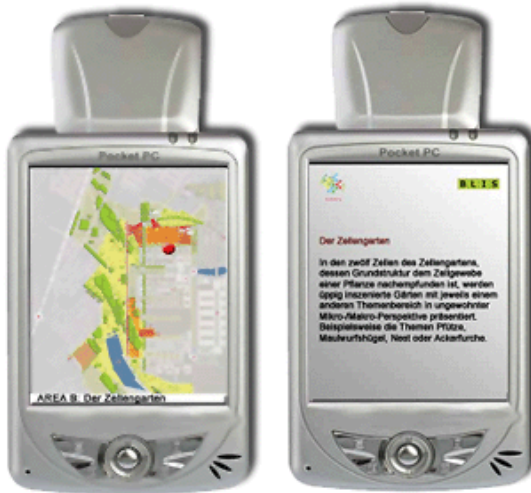 Pocket PC
AREA B: Der Zellengarten
Pocket PC
BLIS
Der Zellengarten
In den zwölf Zellen des Zellengartens,
dessen Grundstruktur dem Zellgewebe
einer Pflanze nachempfunden ist, werden
üppig inszenierte Gärten mit jeweils einem
anderen Themenbereich in ungewohnter
Mikro-/Makro-Perspektive präsentiert.
Beispielsweise die Themen Pfütze,
Maulwurfshügel, Nest oder Ackerfurche.